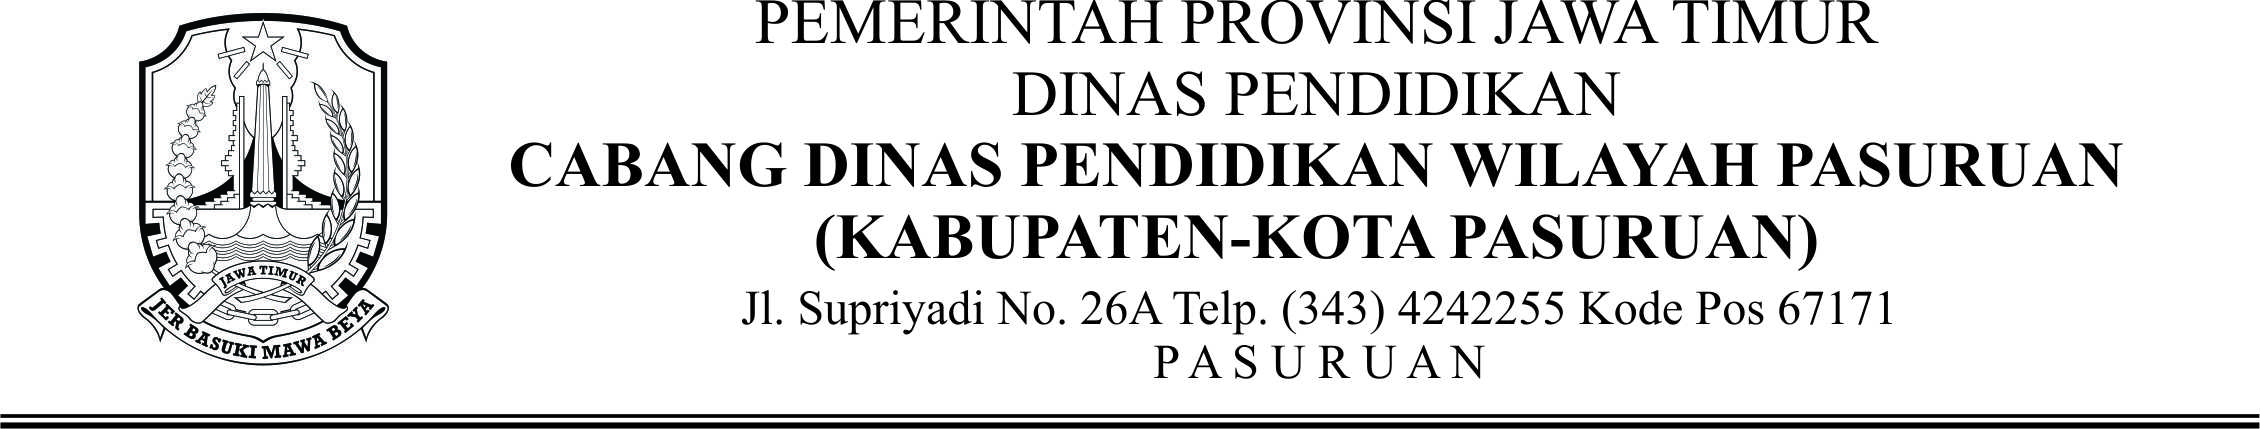 PEMERINTAH PROVINSI JAWA TIMUR
DINAS PENDIDIKAN
CABANG DINAS PENDIDIKAN WILAYAH PASURUAN
(KABUPATEN-KOTA PASURUAN)
Jl. Supriyadi No. 26A Telp. (343) 4242255 Kode Pos 67171
P A S U R U A N
JAWA TIMUR
JER BASUKI MAWA BEYA